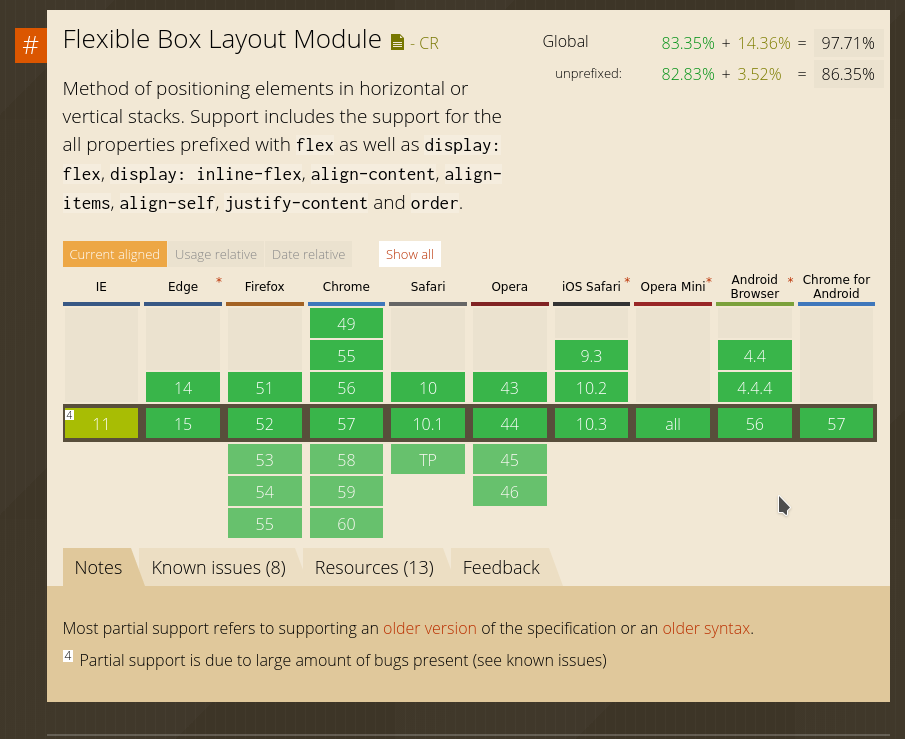 #
Flexible Box Layout Module - CR
Global 83.35% + 14.36% = 97.71%
unprefixed: 82.83% + 3.52% = 86.35%
Method of positioning elements in horizontal or
vertical stacks. Support includes the support for the
all properties prefixed with flex as well as display:
flex, display: inline-flex, align-content, align-
items, align-self, justify-content and order.
Current aligned Usage relative Date relative Show all
IE Edge * Firefox Chrome Safari Opera iOS Safari * Opera Mini * Android Browser * Chrome for Android
49
55 9.3 4.4
14 51 56 10 43 10.2 4.4.4
4 11 15 52 57 10.1 44 10.3 all 56 57
53 58 TP 45
54 59 46
55 60
Notes Known issues (8) Resources (13) Feedback
Most partial support refers to supporting an older version of the specification or an older syntax.
4 Partial support is due to large amount of bugs present (see known issues)